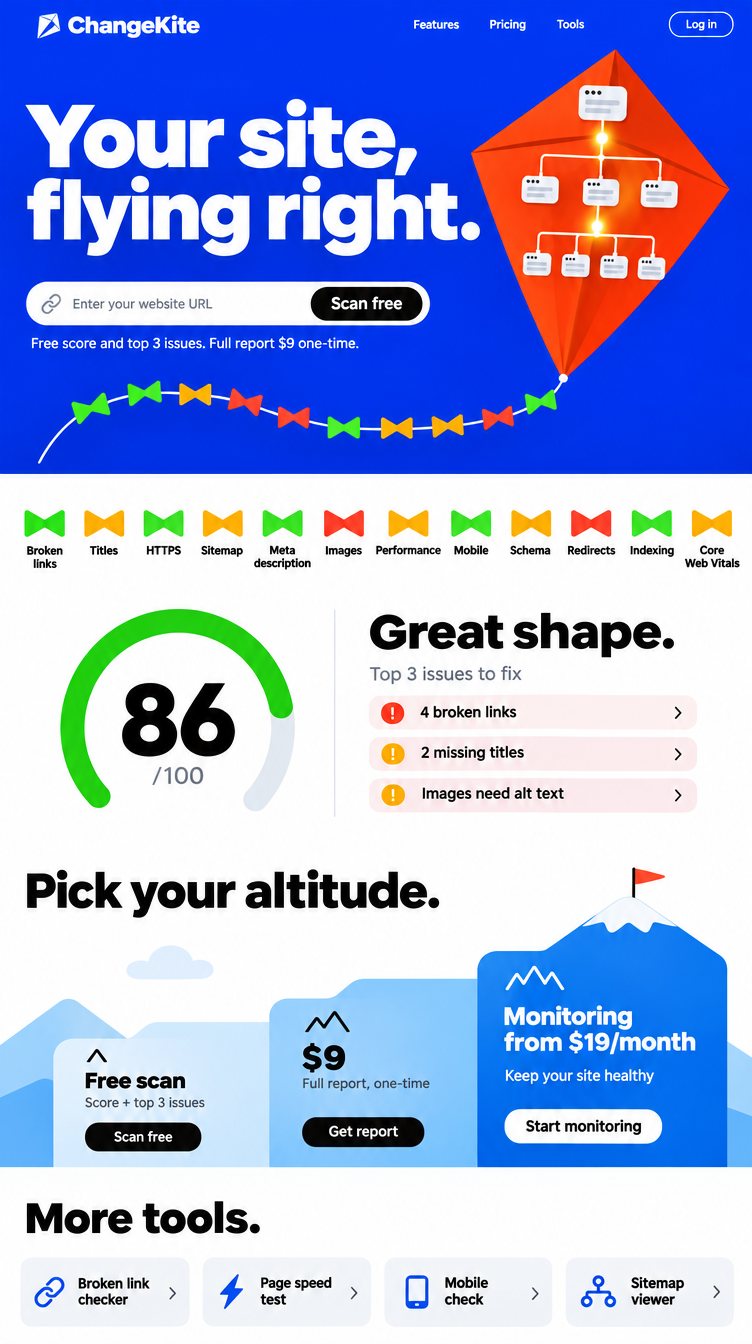 ChangeKite
Features
Pricing
Tools
Log in
Your site,
flying right.
Enter your website URL
Scan free
Free score and top 3 issues. Full report $9 one-time.
Broken
links
Titles
HTTPS
Sitemap
Meta
description
Images
Performance
Mobile
Schema
Redirects
Indexing
Core
Web Vitals
86
/100
Great shape.
Top 3 issues to fix
4 broken links
2 missing titles
Images need alt text
Pick your altitude.
Free scan
Score + top 3 issues
Scan free
$9
Full report, one-time
Get report
Monitoring
from $19/month
Keep your site healthy
Start monitoring
More tools.
Broken link
checker
Page speed
test
Mobile
check
Sitemap
viewer